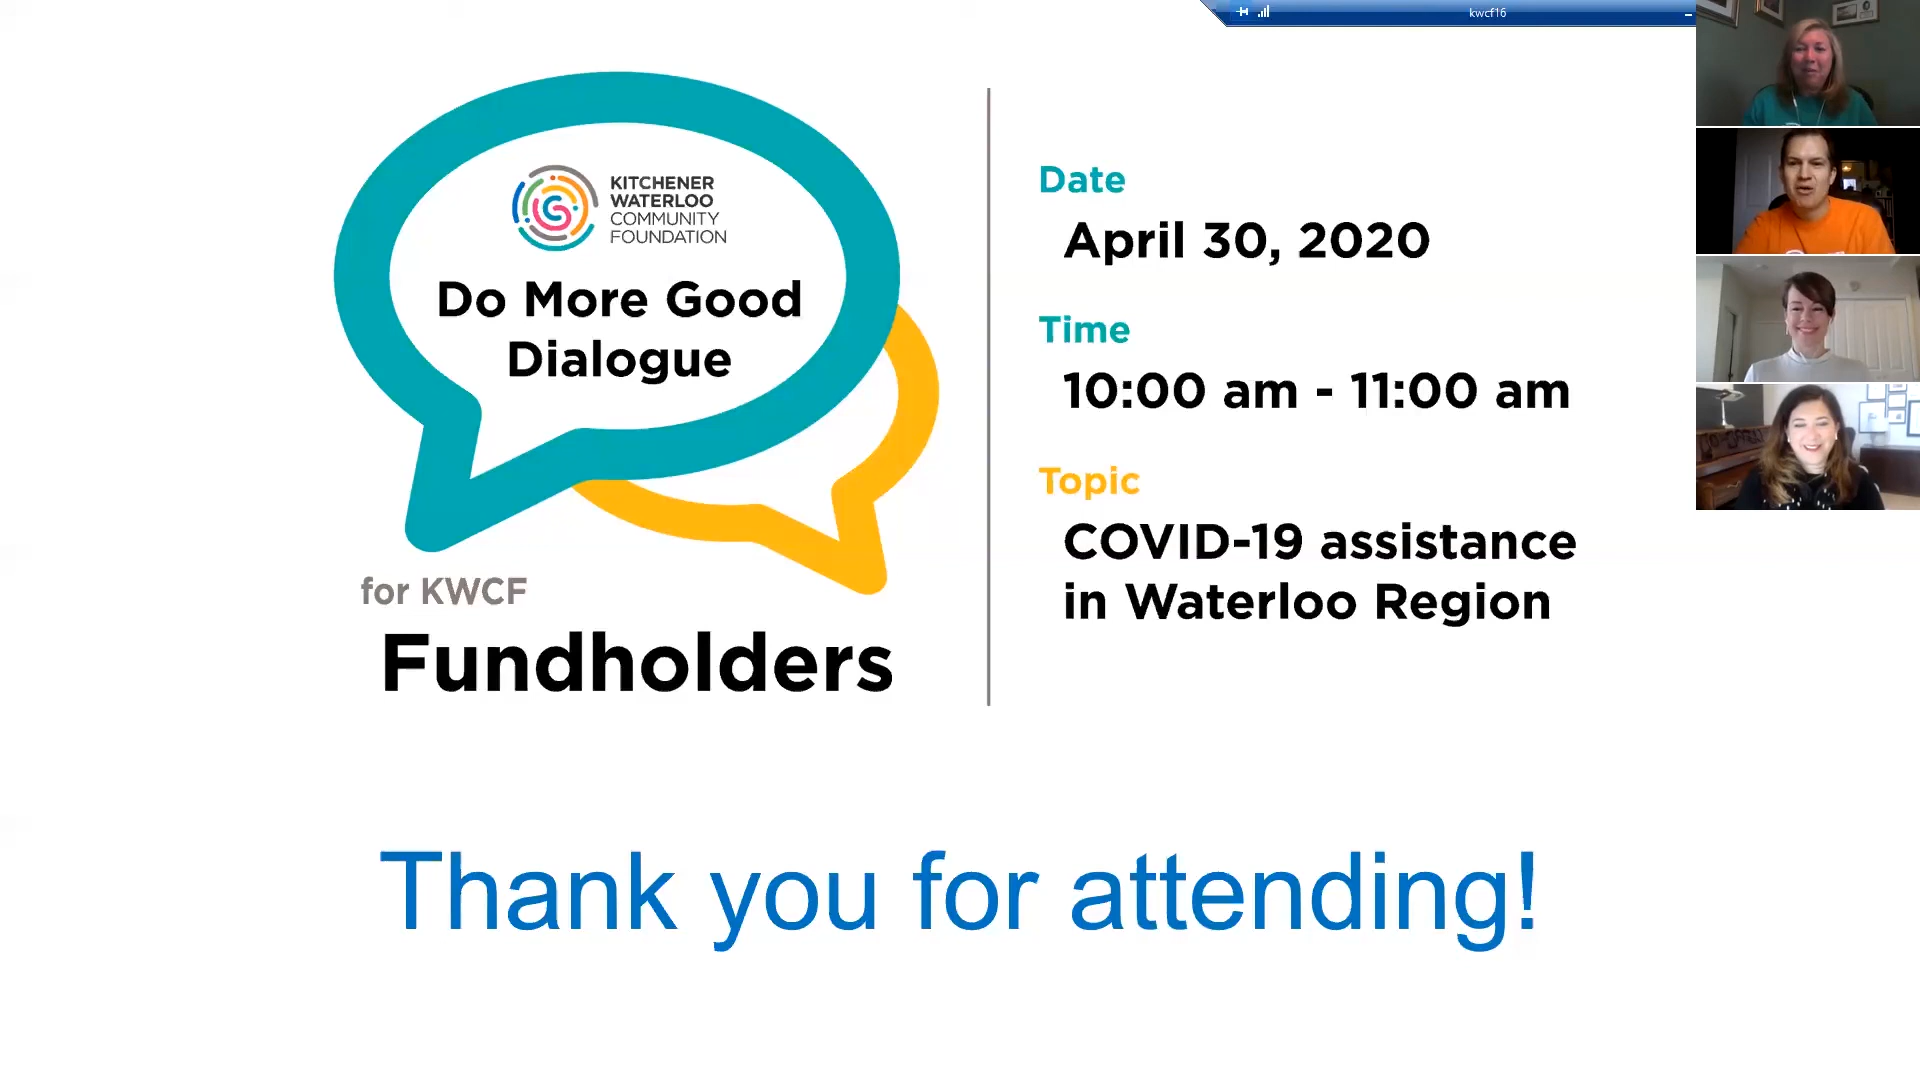 kwcf16
KITCHENER
WATERLOO
COMMUNITY
FOUNDATION
Do More Good
Dialogue
for KWCF
Fundholders
Date
April 30, 2020
Time
10:00 am - 11:00 am
Topic
COVID-19 assistance
in Waterloo Region
Thank you for attending!